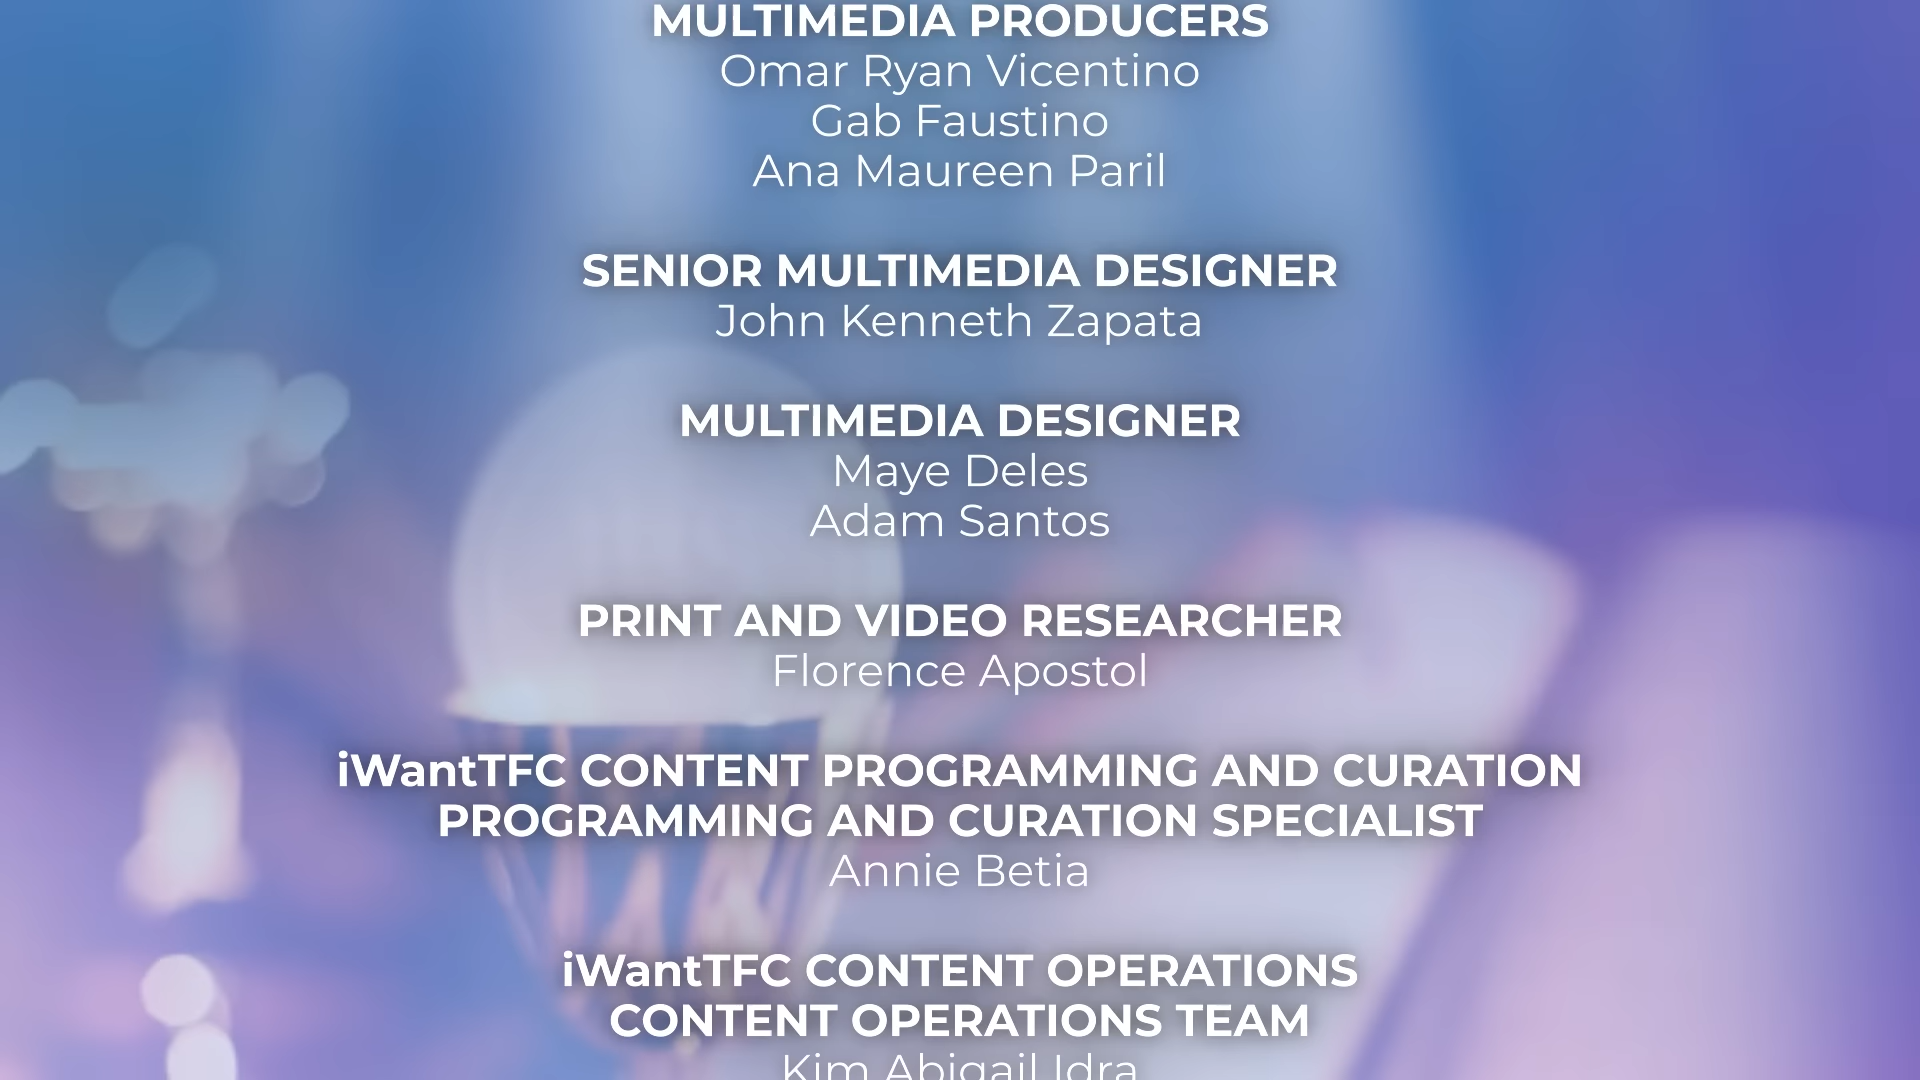 MULTIMEDIA PRODUCERS
Omar Ryan Vicentino
Gab Faustino
Ana Maureen Paril
SENIOR MULTIMEDIA DESIGNER
John Kenneth Zapata
MULTIMEDIA DESIGNER
Maye Deles
Adam Santos
PRINT AND VIDEO RESEARCHER
Florence Apostol
iWantTFC CONTENT PROGRAMMING AND CURATION
PROGRAMMING AND CURATION SPECIALIST
Annie Betia
iWantTFC CONTENT OPERATIONS
CONTENT OPERATIONS TEAM
Kim Abigail Idra